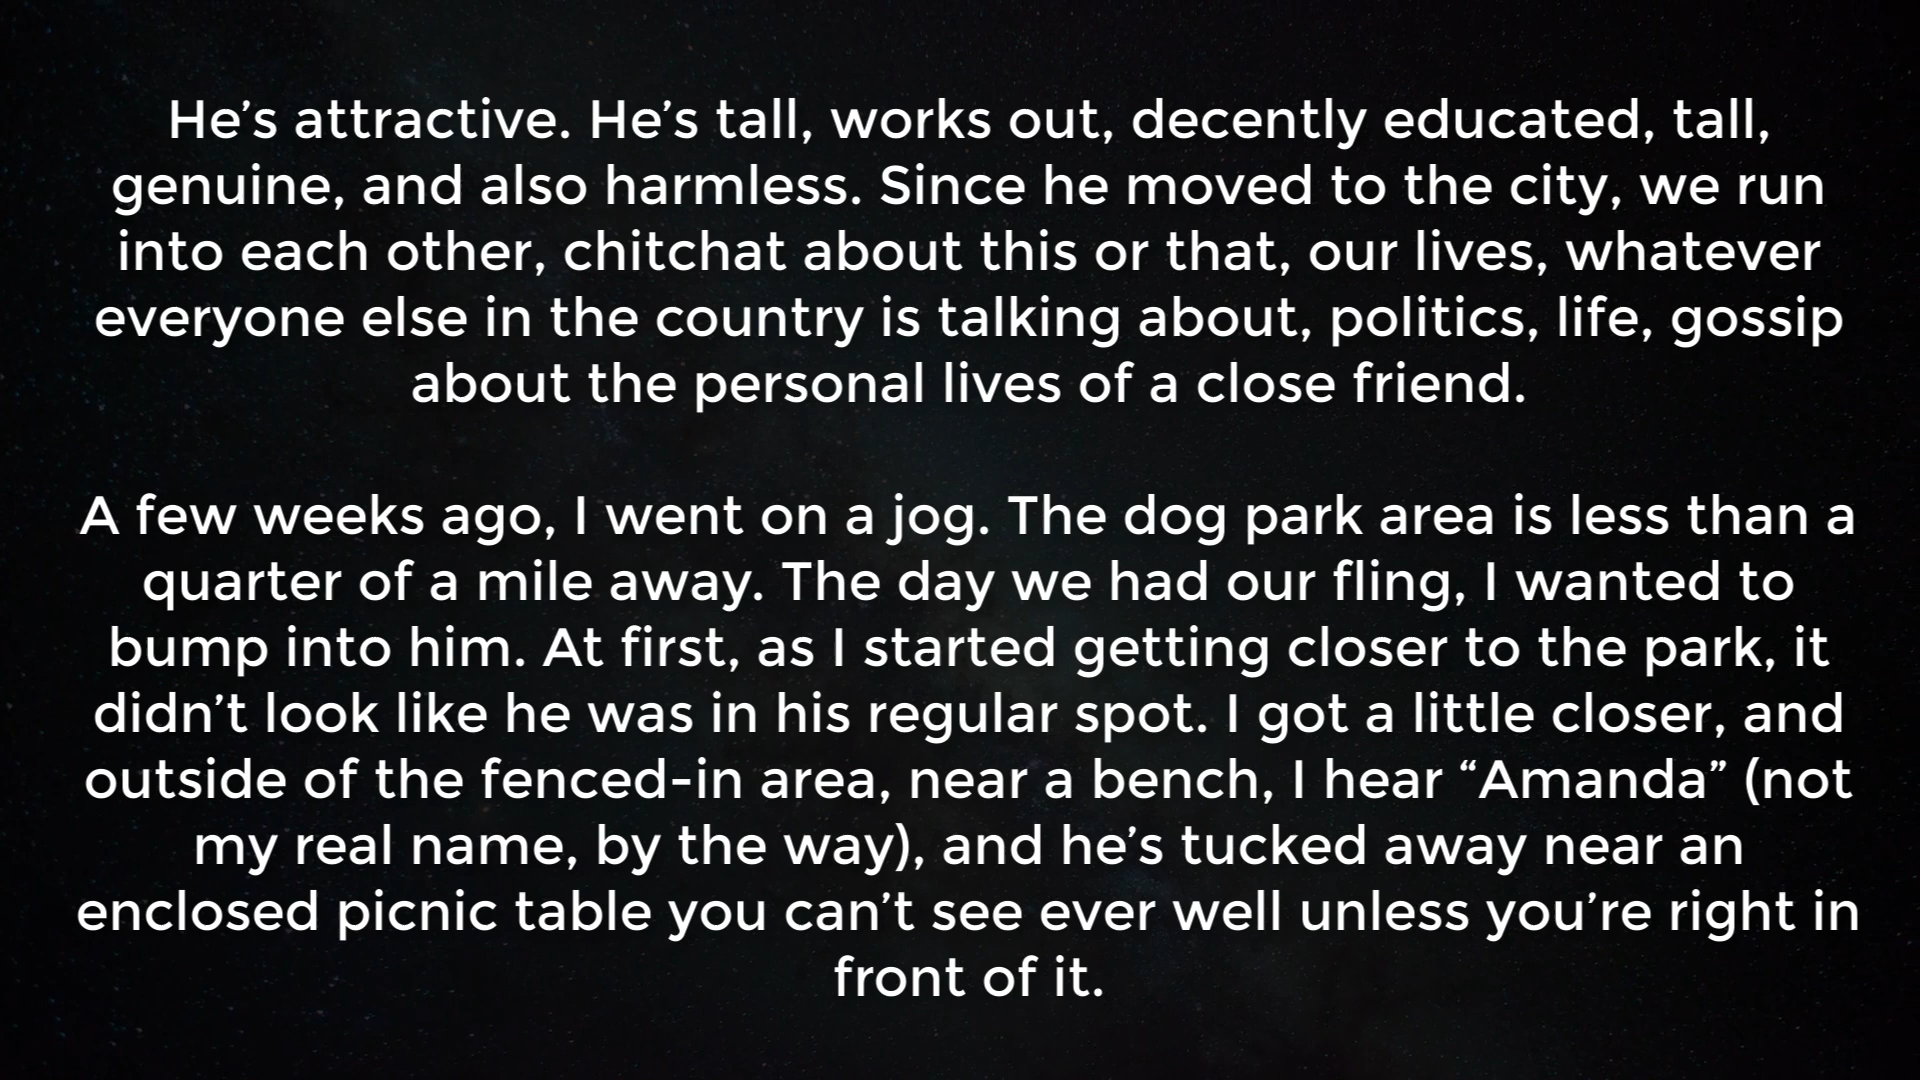 He’s attractive. He’s tall, works out, decently educated, tall,
genuine, and also harmless. Since he moved to the city, we run
into each other, chitchat about this or that, our lives, whatever
everyone else in the country is talking about, politics, life, gossip
about the personal lives of a close friend.
A few weeks ago, I went on a jog. The dog park area is less than a
quarter of a mile away. The day we had our fling, I wanted to
bump into him. At first, as I started getting closer to the park, it
didn’t look like he was in his regular spot. I got a little closer, and
outside of the fenced-in area, near a bench, I hear “Amanda” (not
my real name, by the way), and he’s tucked away near an
enclosed picnic table you can’t see ever well unless you’re right in
front of it.